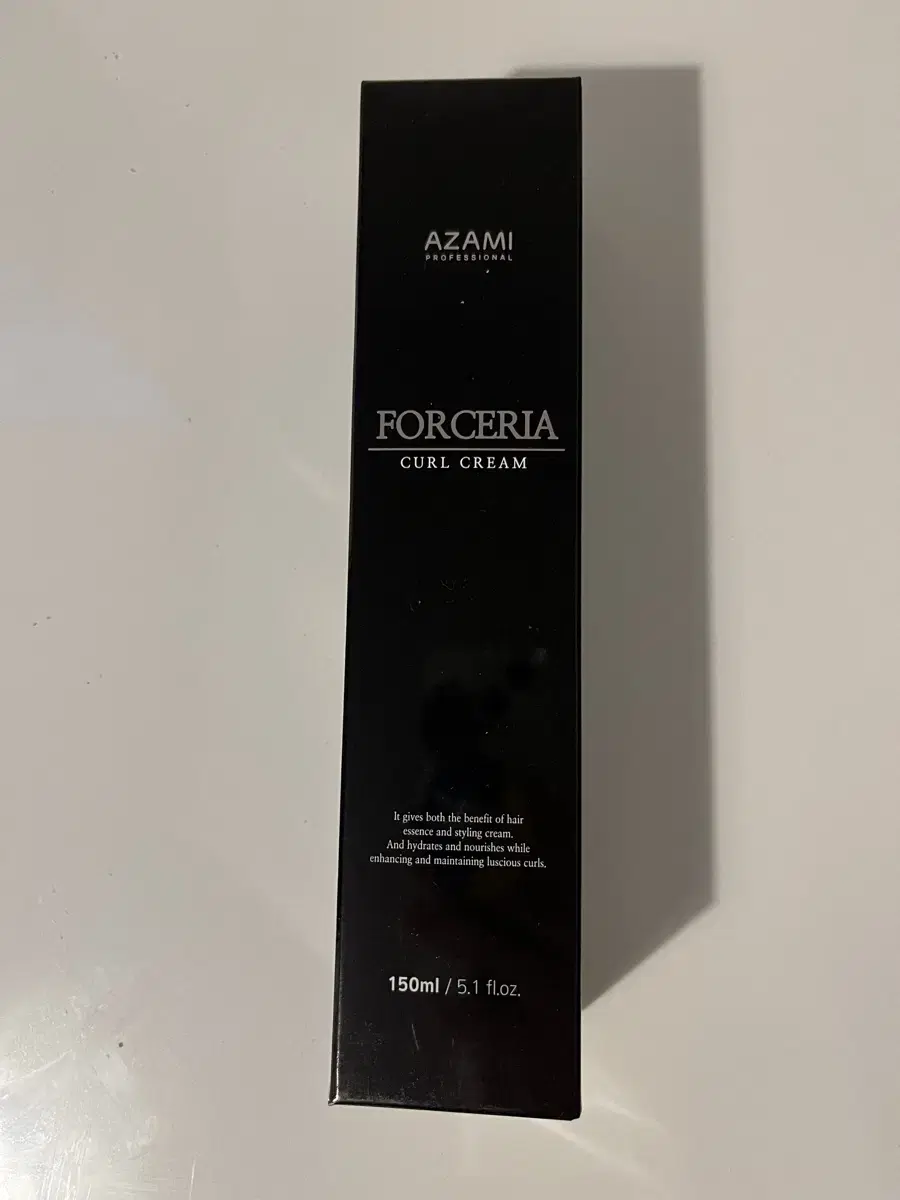 AZAMI
PROFESSIONAL
FORCERIA
CURL CREAM
It gives both the benefit of hair
essence and styling cream.
And hydrates and nourishes while
enhancing and maintaining luscious curls.
150ml / 5.1 fl.oz.